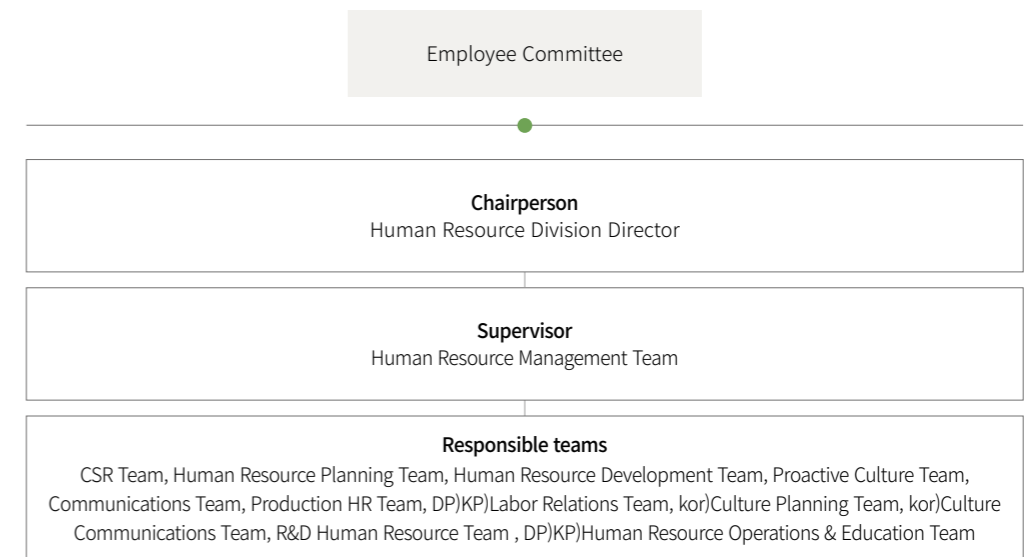 Employee Committee
Chairperson
Human Resource Division Director
Supervisor
Human Resource Management Team
Responsible teams
CSR Team, Human Resource Planning Team, Human Resource Development Team, Proactive Culture Team,
Communications Team, Production HR Team, DP)KP)Labor Relations Team, kor)Culture Planning Team, kor)Culture
Communications Team, R&D Human Resource Team , DP)KP)Human Resource Operations & Education Team